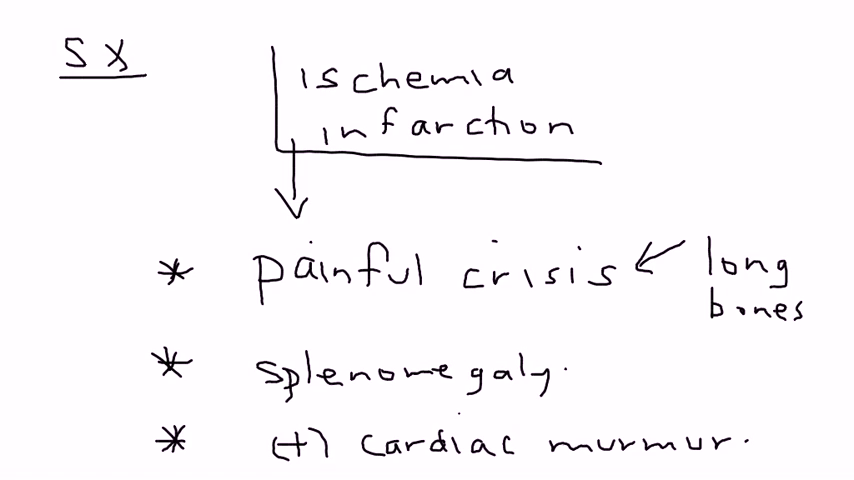 Sx
ischemia
infarction
* painful crisis ← long
bones
* splenomegaly.
* (+) cardiac murmur.